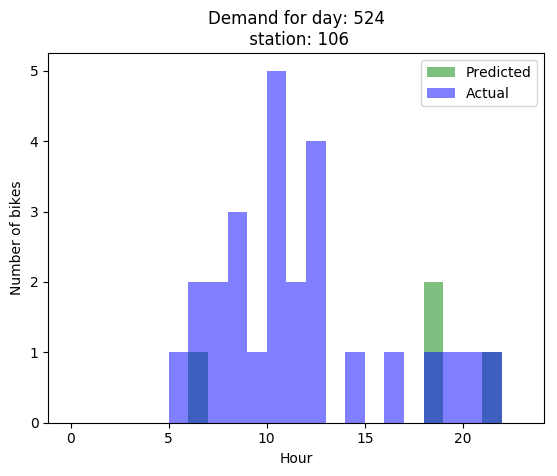 Demand for day: 524
station: 106
Predicted
Actual
5
4
3
2
1
0
Number of bikes
0 5 10 15 20
Hour